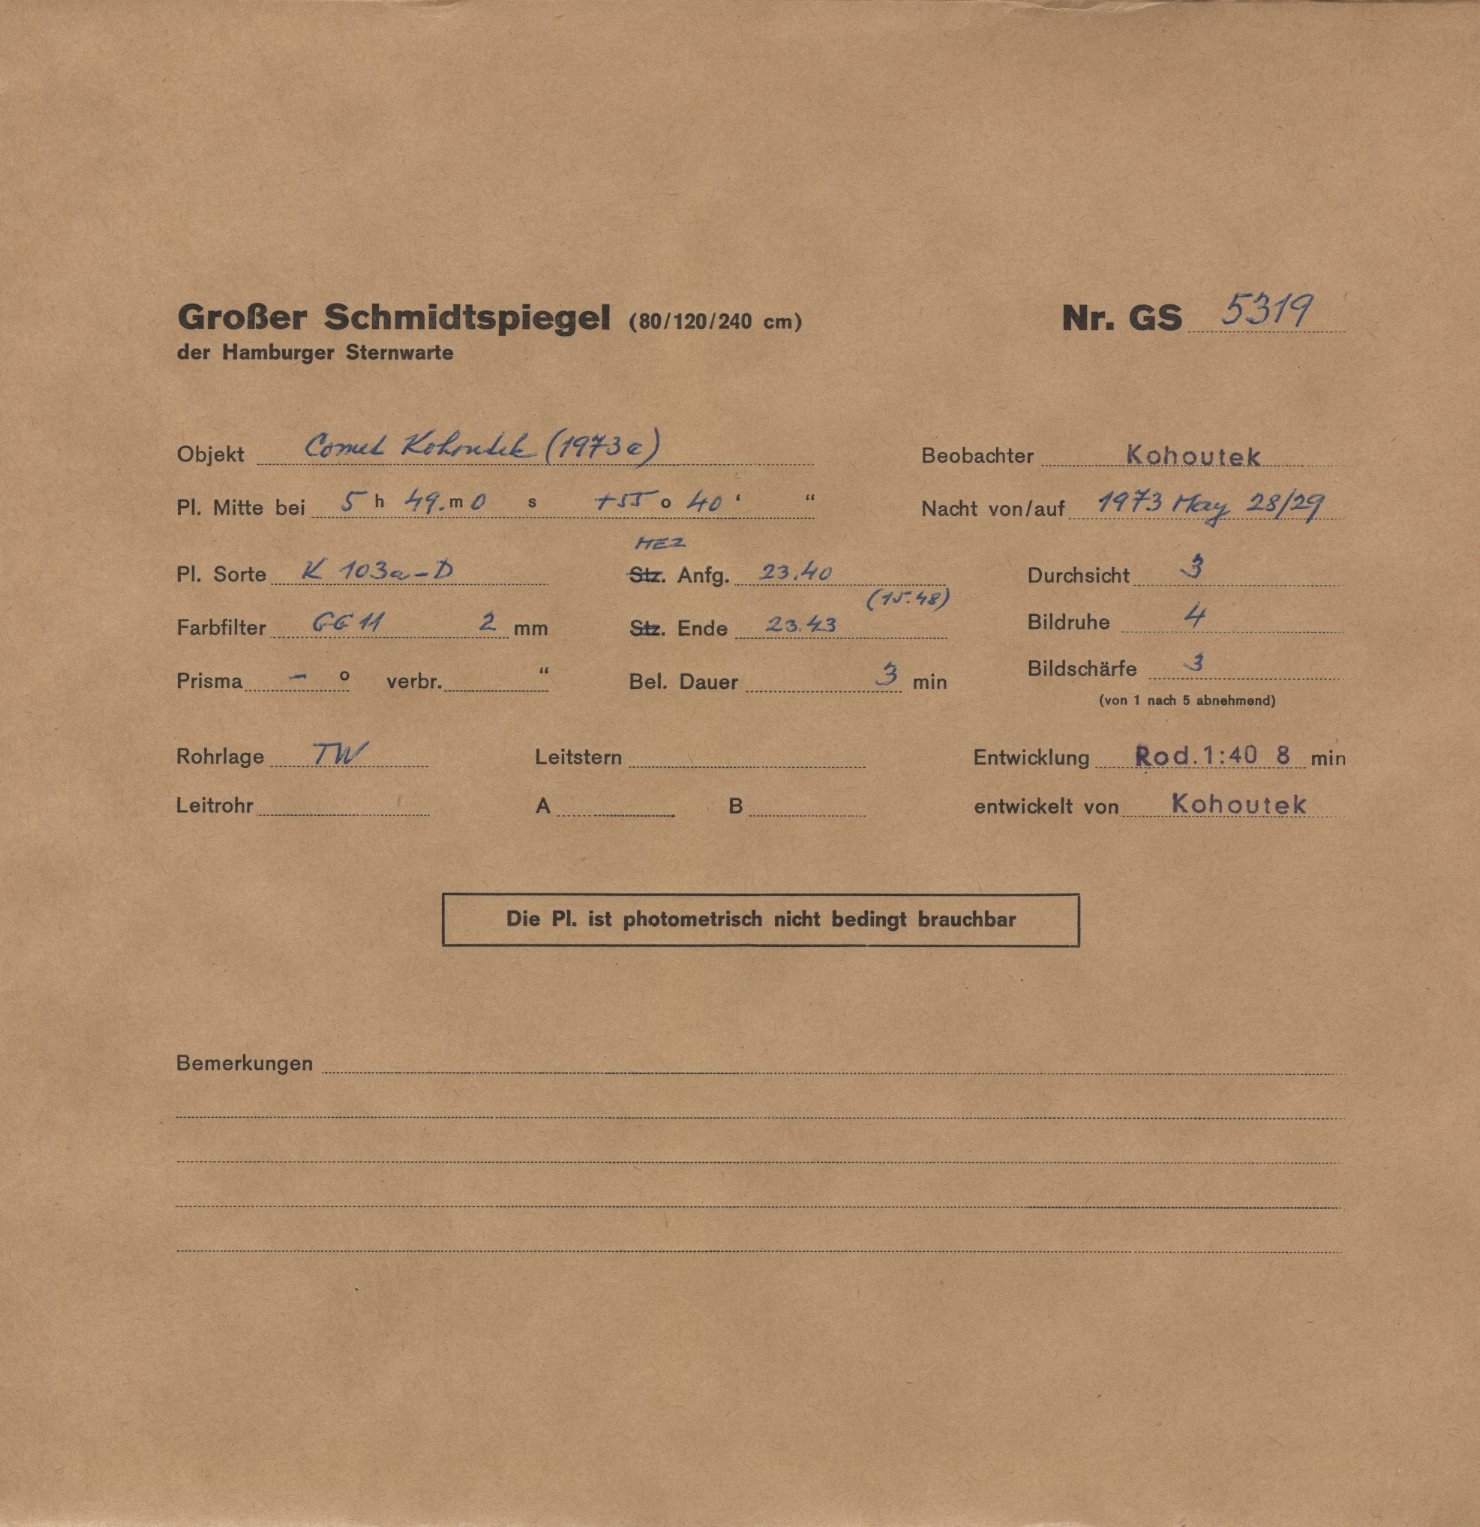 Großer Schmidtspiegel (80/120/240 cm) Nr. GS 5319
der Hamburger Sternwarte
Objekt Comet Kohoutek (1973a) Beobachter Kohoutek
Pl. Mitte bei 5 h 49. m 0 s +55 o 40 ‘ “ Nacht von/auf 1973 May 28/29
MEZ
Pl. Sorte K 103a-D Stz. Anfg. 23.40 Durchsicht 3
(15.48)
Farbfilter GG 11 2 mm Stz. Ende 23.43 Bildruhe 4
Prisma - o verbr. “ Bel. Dauer 3 min Bildschärfe 3
(von 1 nach 5 abnehmend)
Rohrlage TW Leitstern Entwicklung Rod. 1:40 8 min
Leitrohr A B entwickelt von Kohoutek
Die Pl. ist photometrisch nicht bedingt brauchbar
Bemerkungen